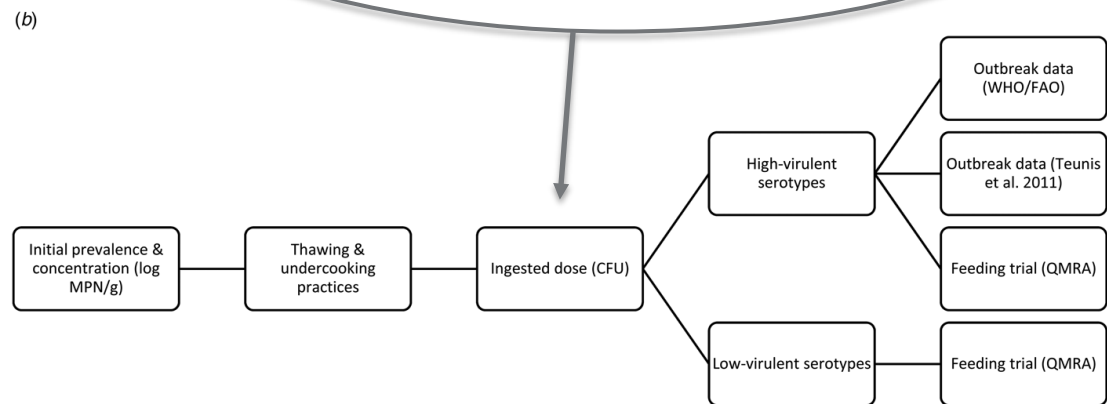 (b)
Initial prevalence &
concentration (log
MPN/g)
Thawing &
undercooking
practices
Ingested dose (CFU)
High-virulent
serotypes
Low-virulent serotypes
Outbreak data
(WHO/FAO)
Outbreak data (Teunis
et al. 2011)
Feeding trial (QMRA)
Feeding trial (QMRA)